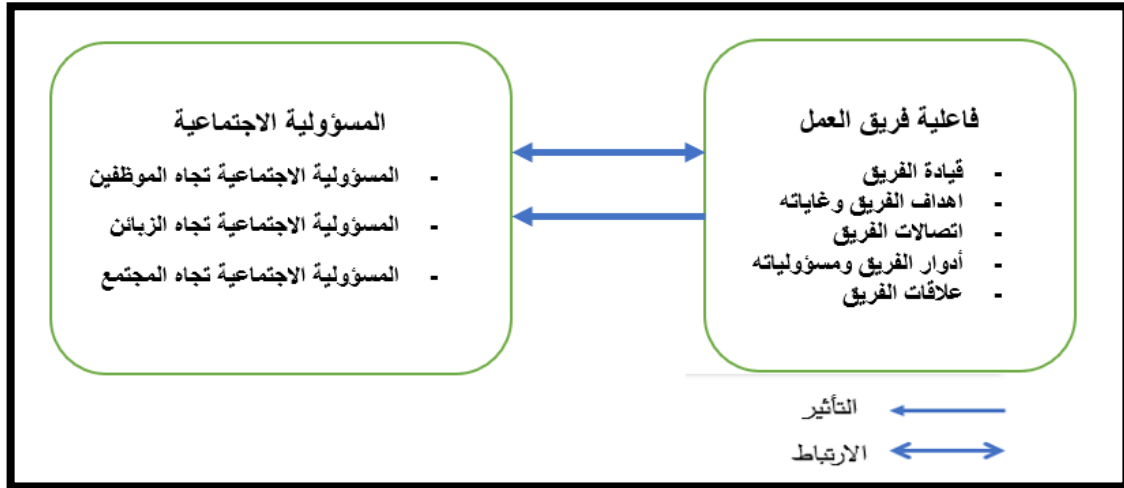 فاعلية فريق العمل
- قيادة الفريق
- اهداف الفريق وغاياته
- اتصالات الفريق
- أدوار الفريق ومسؤولياته
- علاقات الفريق
المسؤولية الاجتماعية
- المسؤولية الاجتماعية تجاه الموظفين
- المسؤولية الاجتماعية تجاه الزبائن
- المسؤولية الاجتماعية تجاه المجتمع
التأثير
الارتباط